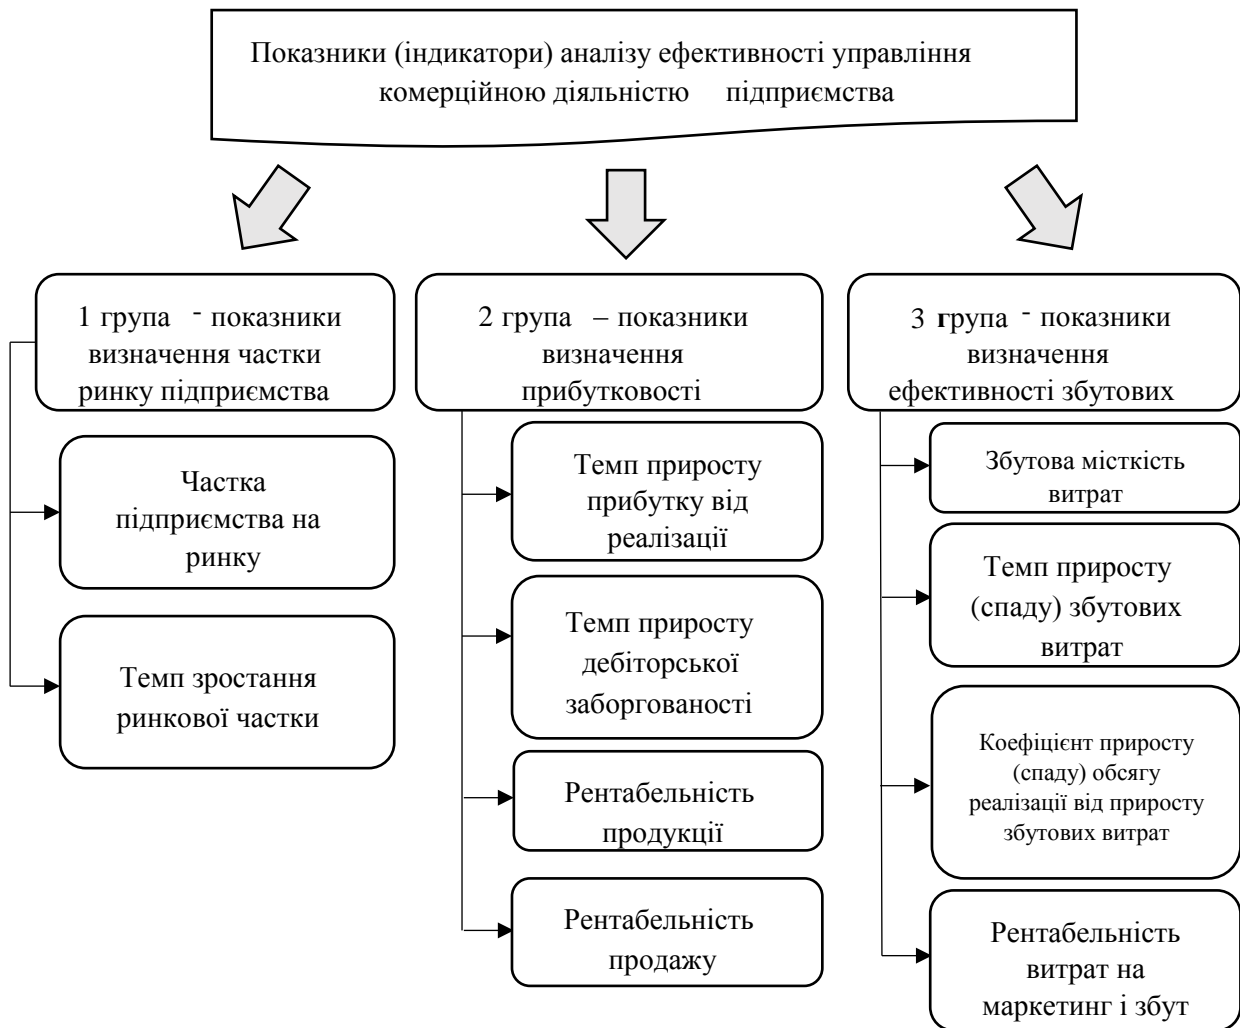 Показники (індикатори) аналізу ефективності управління
комерційною діяльністю підприємства
1 група - показники
визначення частки
ринку підприємства
Частка
підприємства на
ринку
Темп зростання
ринкової частки
2 група – показники
визначення
прибутковості
Темп приросту
прибутку від
реалізації
Темп приросту
дебіторської
заборгованості
Рентабельність
продукції
Рентабельність
продажу
3 група - показники
визначення
ефективності збутових
Збутова місткість
витрат
Темп приросту
(спаду) збутових
витрат
Коефіцієнт приросту
(спаду) обсягу
реалізації від приросту
збутових витрат
Рентабельність
витрат на
маркетинг і збут